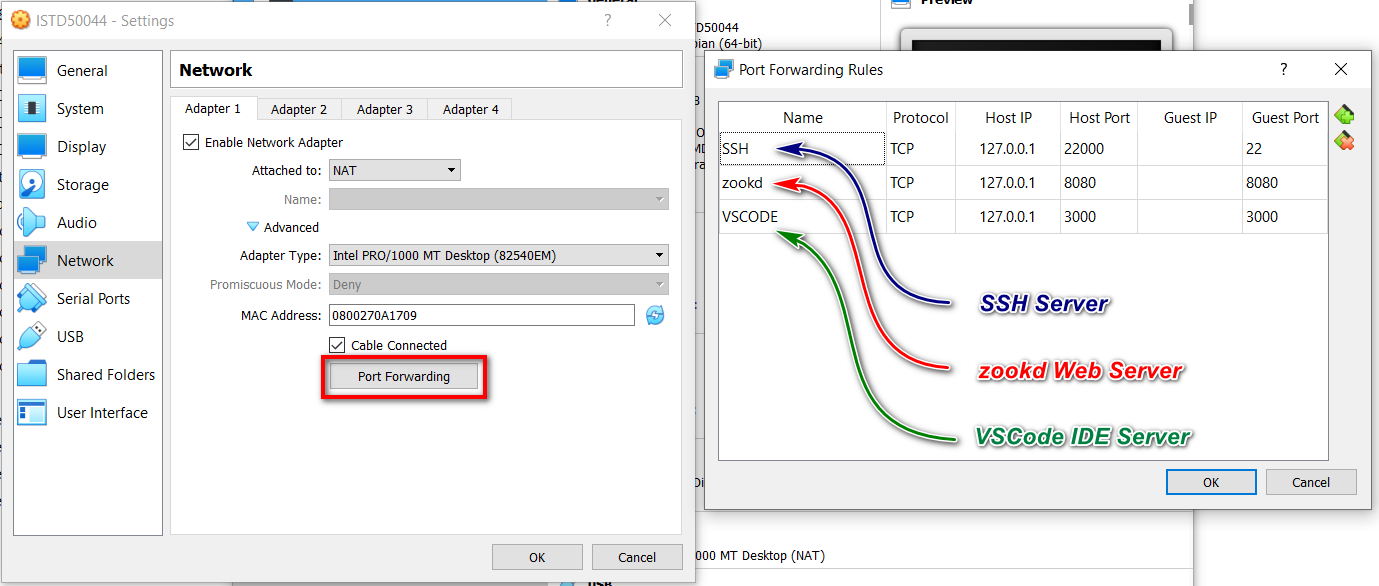 ISTD50044 - Settings
?
General
System
Display
Storage
Audio
Network
Serial Ports
USB
Shared Folders
User Interface
Network
Adapter 1 Adapter 2 Adapter 3 Adapter 4
Enable Network Adapter
Attached to: NAT
Name:
Advanced
Adapter Type: Intel PRO/1000 MT Desktop (82540EM)
Promiscuous Mode: Deny
MAC Address: 0800270A1709
Cable Connected
Port Forwarding
OK Cancel
Preview
D50044
ian (64-bit)
Port Forwarding Rules
?
Name Protocol Host IP Host Port Guest IP Guest Port
SSH TCP 127.0.0.1 22000 22
zookd TCP 127.0.0.1 8080 8080
VSCODE TCP 127.0.0.1 3000 3000
SSH Server
zookd Web Server
VSCode IDE Server
OK Cancel
000 MT Desktop (NAT)